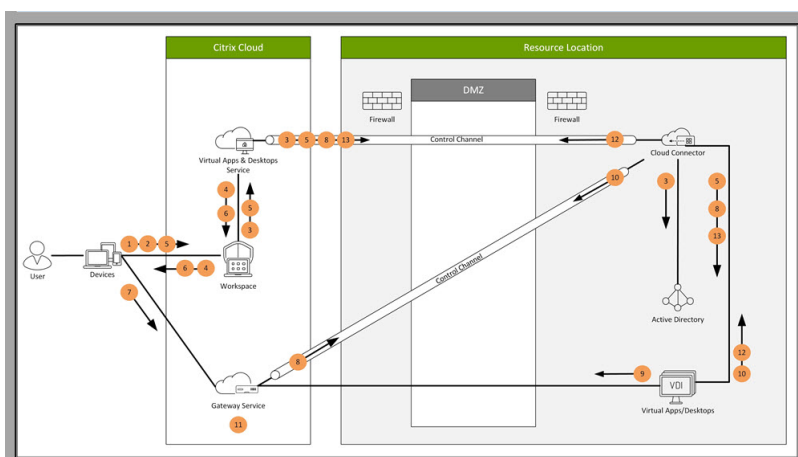 Citrix Cloud
Resource Location
DMZ
Firewall
Firewall
3 5 8 13
Control Channel
12
Virtual Apps & Desktops
Service
Cloud Connector
4
6
5
3
10
3
5
8
13
1 2 5
User
Devices
6 4
Workspace
Control Channel
7
Active Directory
8
12
10
9
VDI
Gateway Service
Virtual Apps/Desktops
11